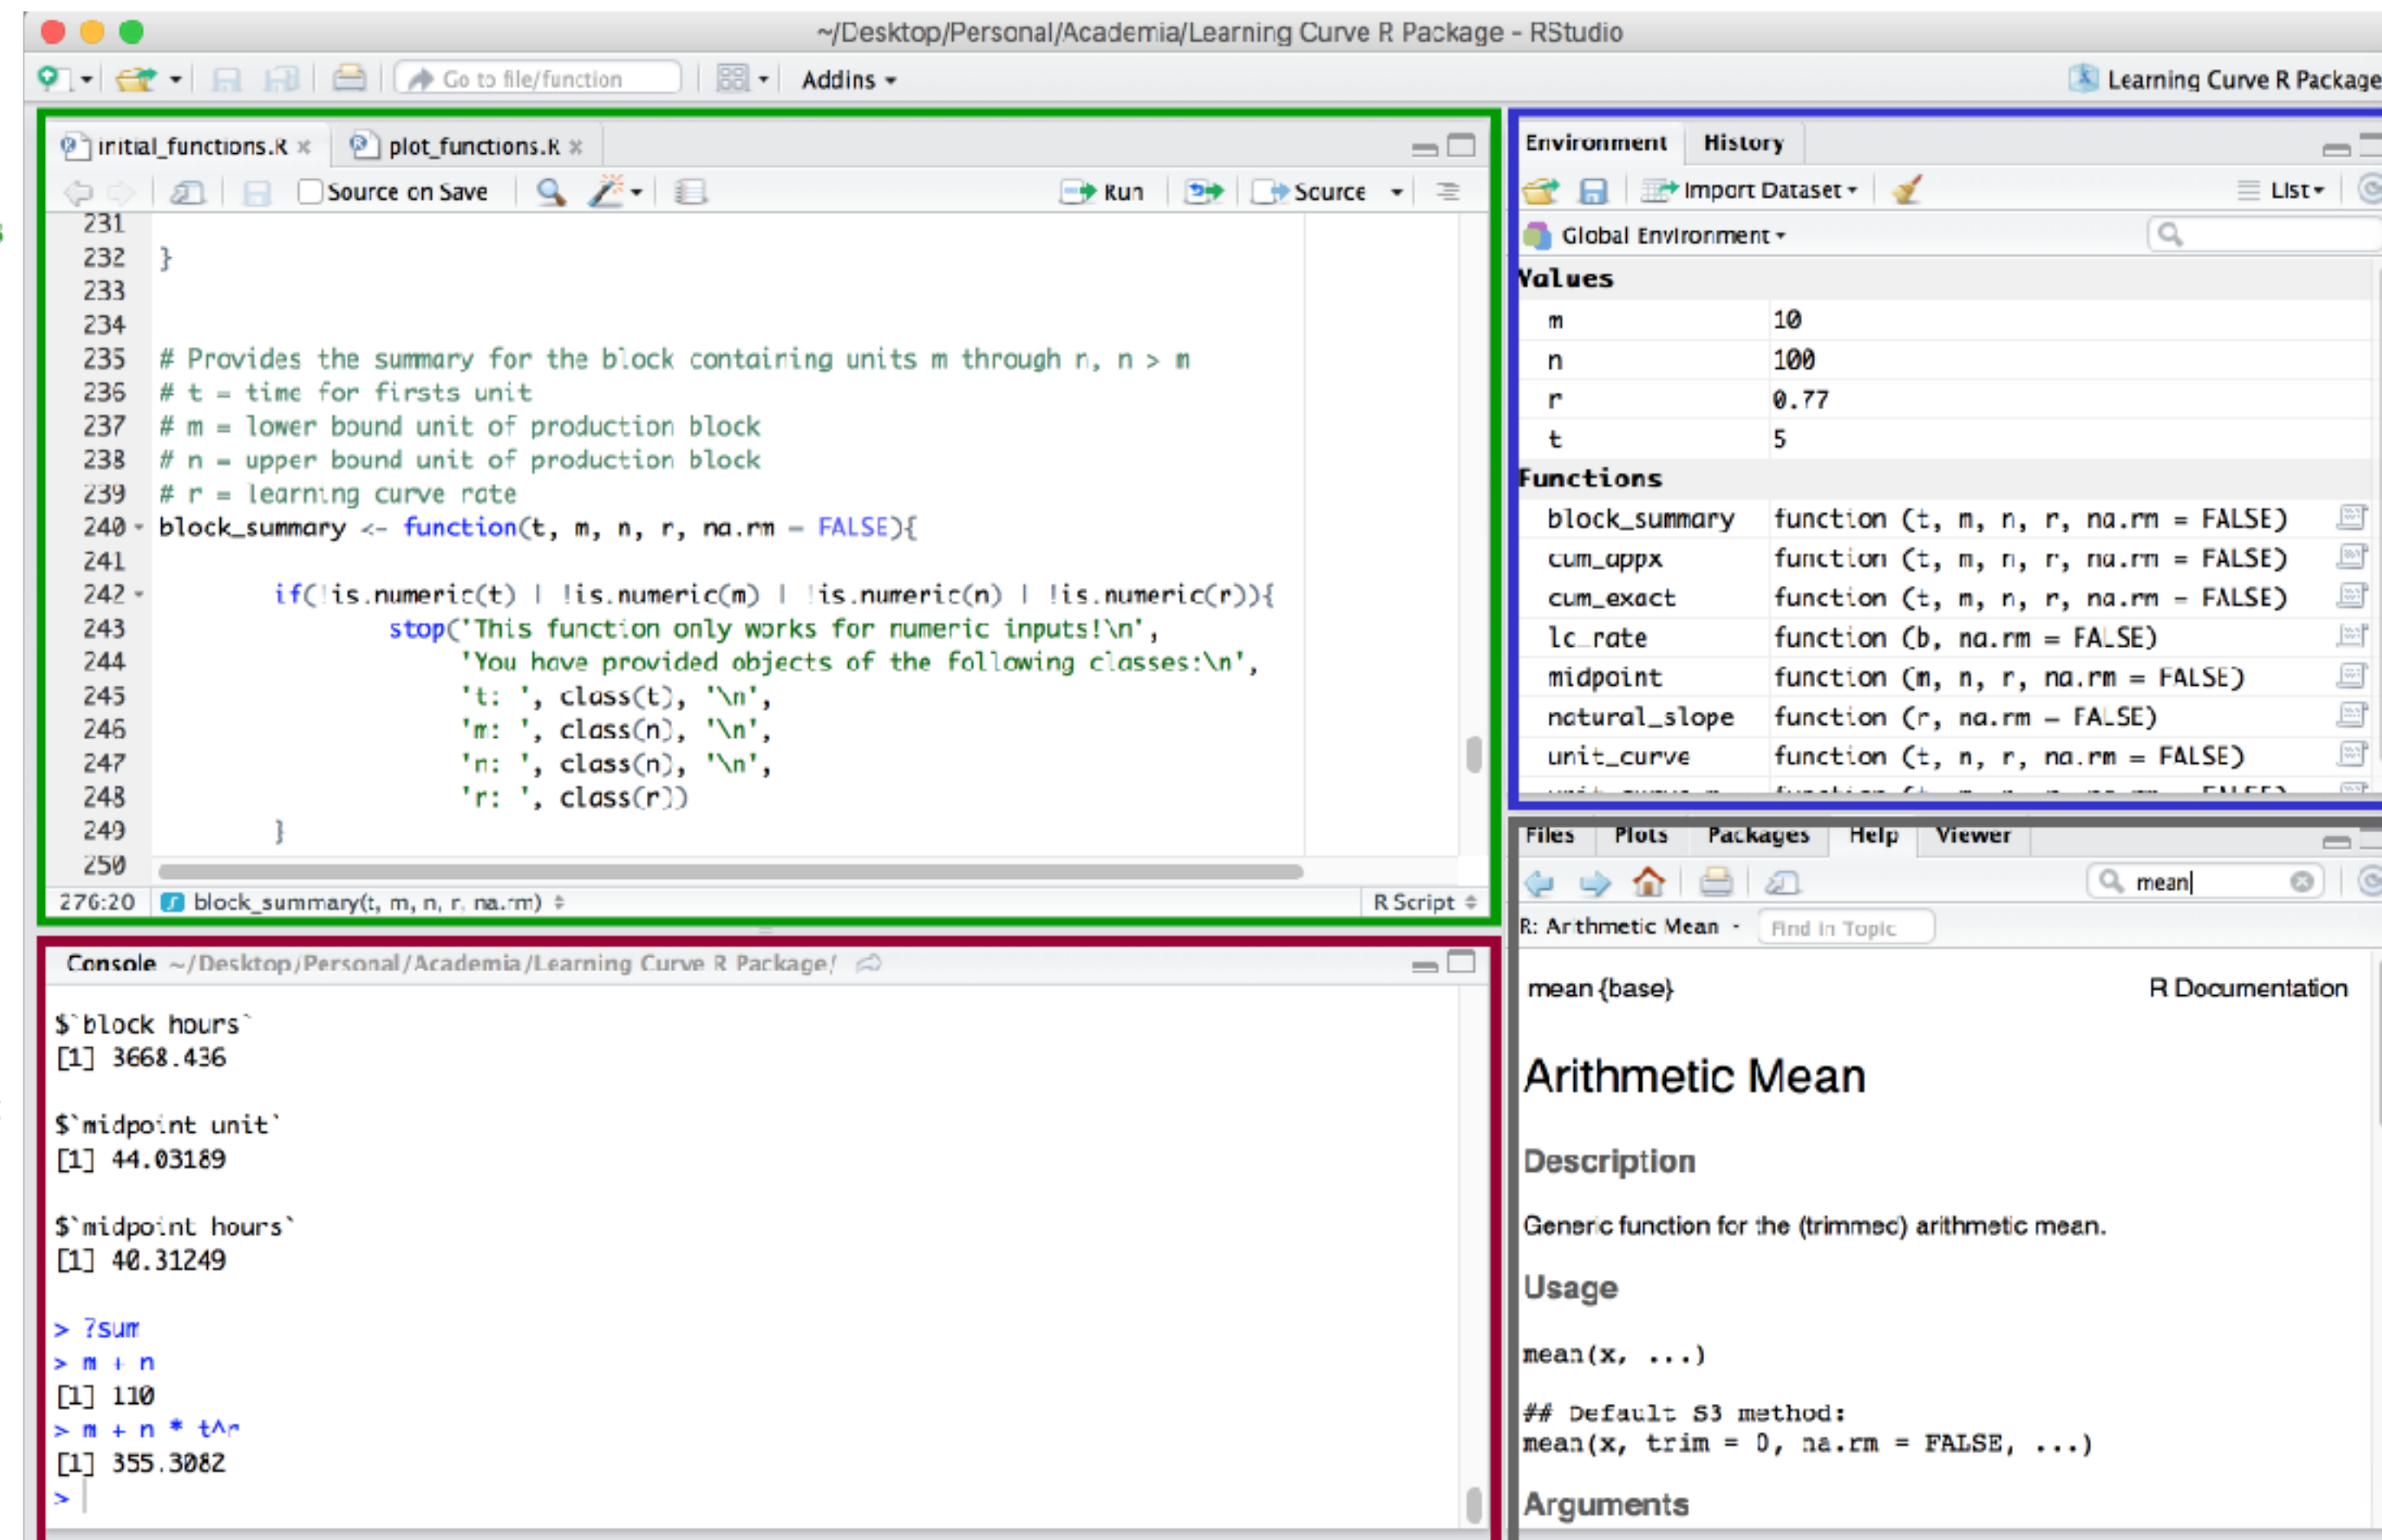 ~/Desktop/Personal/Academia/Learning Curve R Package - RStudio
Go to file/function
Addins
Learning Curve R Package
initial_functions.R
plot_functions.R
Source on Save
Run
Source
231
232 }
233
234
235 # Provides the summary for the block containing units m through n, n > m
236 # t = time for firsts unit
237 # m = lower bound unit of production block
238 # n = upper bound unit of production block
239 # r = learning curve rate
240 block_summary <- function(t, m, n, r, na.rm = FALSE){
241
242 if(!is.numeric(t) | !is.numeric(m) | !is.numeric(n) | !is.numeric(r)){
243 stop('This function only works for numeric inputs!\n',
244 'You have provided objects of the following classes:\n',
245 't: ', class(t), '\n',
246 'm: ', class(n), '\n',
247 'n: ', class(n), '\n',
248 'r: ', class(r))
249 }
250
276:20 block_summary(t, m, n, r, na.rm)
R Script
Console ~/Desktop/Personal/Academia/Learning Curve R Package/
$`block hours`
[1] 3668.436
$`midpoint unit`
[1] 44.03189
$`midpoint hours`
[1] 40.31249
> ?sum
> m + n
[1] 110
> m + n * t^r
[1] 355.3082
>
Environment History
Import Dataset
List
Global Environment
Values
m 10
n 100
r 0.77
t 5
Functions
block_summary function (t, m, n, r, na.rm = FALSE)
cum_appx function (t, m, n, r, na.rm = FALSE)
cum_exact function (t, m, n, r, na.rm = FALSE)
lc_rate function (b, na.rm = FALSE)
midpoint function (m, n, r, na.rm = FALSE)
natural_slope function (r, na.rm = FALSE)
unit_curve function (t, n, r, na.rm = FALSE)
Files Plots Packages Help Viewer
mean
R: Arithmetic Mean
Find in Topic
mean {base}
R Documentation
Arithmetic Mean
Description
Generic function for the (trimmed) arithmetic mean.
Usage
mean(x, ...)
## Default S3 method:
mean(x, trim = 0, na.rm = FALSE, ...)
Arguments